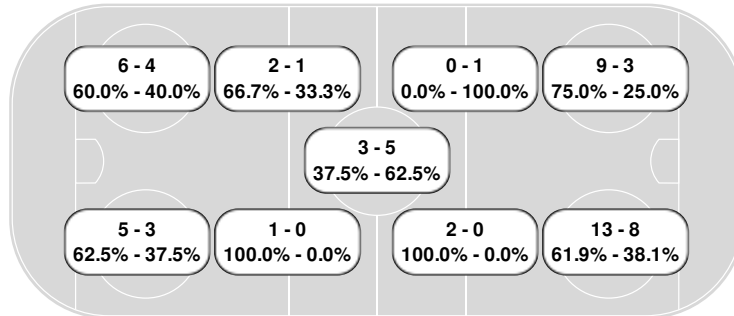 6 - 4
60.0% - 40.0%
2 - 1
66.7% - 33.3%
0 - 1
0.0% - 100.0%
9 - 3
75.0% - 25.0%
3 - 5
37.5% - 62.5%
5 - 3
62.5% - 37.5%
1 - 0
100.0% - 0.0%
2 - 0
100.0% - 0.0%
13 - 8
61.9% - 38.1%